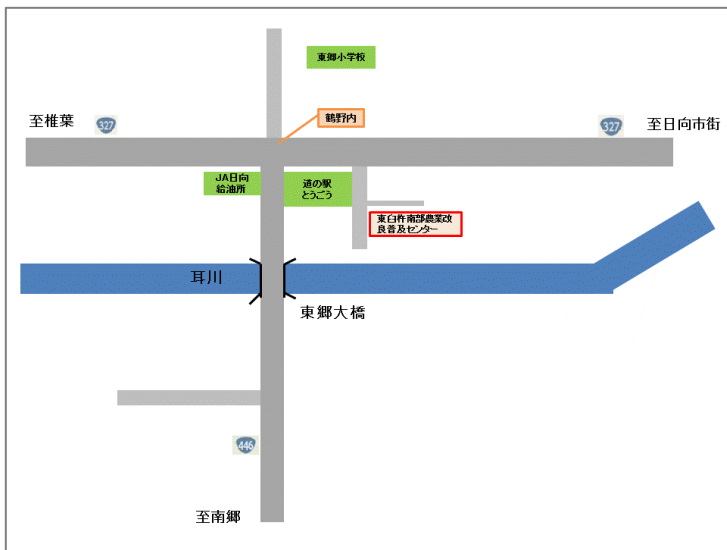 東郷小学校
至椎葉
327
鶴野内
327
至日向市街
JA日向
給油所
道の駅
とうごう
東臼杵南部農業改
良普及センター
耳川
東郷大橋
446
至南郷